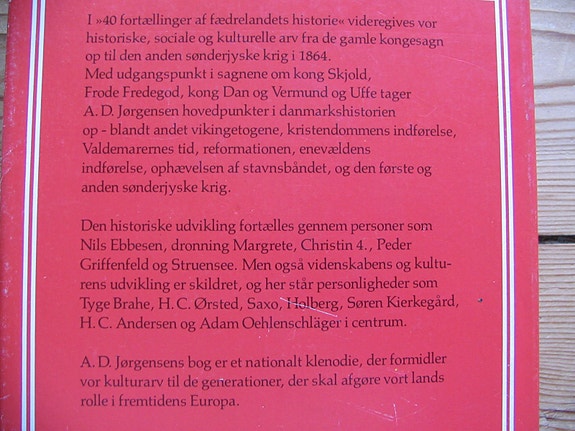 I »40 fortællinger af fædrelandets historie« videregives vor
historiske, sociale og kulturelle arv fra de gamle kongesagn
op til den anden sønderjyske krig i 1864.
Med udgangspunkt i sagnene om kong Skjold,
Frode Fredegod, kong Dan og Vermund og Uffe tager
A. D. Jørgensen hovedpunkter i danmarkshistorien
op - blandt andet vikingetogene, kristendommens indførelse,
Valdemarernes tid, reformationen, enevældens
indførelse, ophævelsen af stavnsbåndet, og den første og
anden sønderjyske krig.
Den historiske udvikling fortælles gennem personer som
Nils Ebbesen, dronning Margrete, Christin 4., Peder
Griffenfeld og Struensee. Men også videnskabens og kultu-
rens udvikling er skildret, og her står personligheder som
Tyge Brahe, H. C. Ørsted, Saxo, Holberg, Søren Kierkegård,
H. C. Andersen og Adam Oehlenschläger i centrum.
A. D. Jørgensens bog er et nationalt klenodie, der formidler
vor kulturarv til de generationer, der skal afgøre vort lands
rolle i fremtidens Europa.